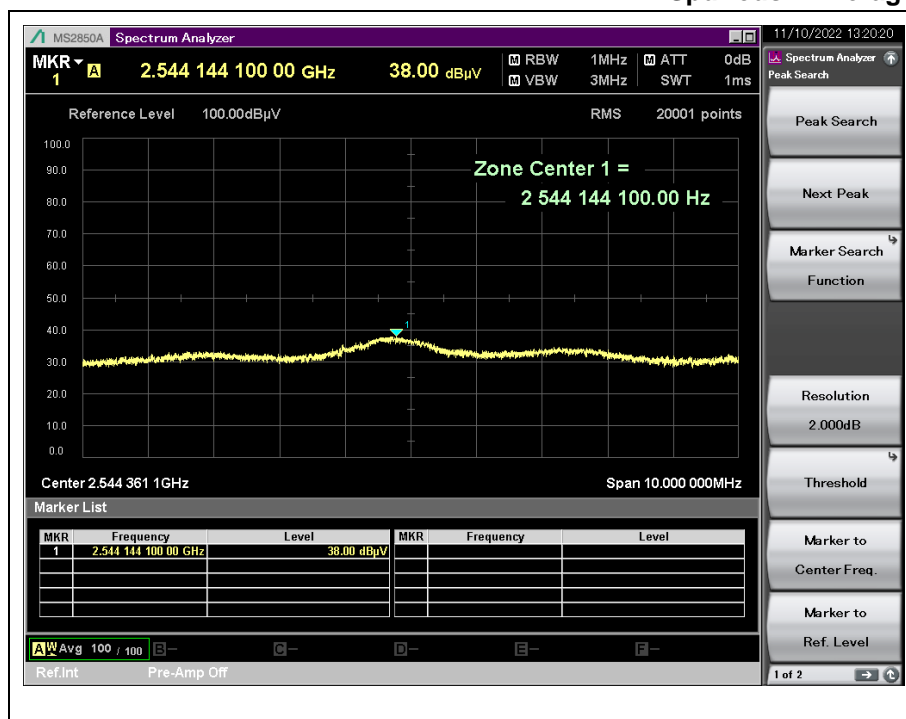 MS2850A Spectrum Analyzer
11/10/2022 13:20:20
MKR 1 A 2.544 144 100 00 GHz 38.00 dBµV
M RBW 1MHz M ATT 0dB
M VBW 3MHz SWT 1ms
Spectrum Analyzer
Peak Search
Reference Level 100.00dBµV RMS 20001 points
Zone Center 1 =
2 544 144 100.00 Hz
100.0
90.0
80.0
70.0
60.0
50.0
40.0
30.0
20.0
10.0
0.0
1
Center 2.544 361 1GHz Span 10.000 000MHz
Marker List
MKR Frequency Level MKR Frequency Level
1 2.544 144 100 00 GHz 38.00 dBµV
A W Avg 100 / 100 B- C- D- E- F-
Ref.Int Pre-Amp Off
Peak Search
Next Peak
Marker Search
Function
Resolution
2.000dB
Threshold
Marker to
Center Freq.
Marker to
Ref. Level
1 of 2